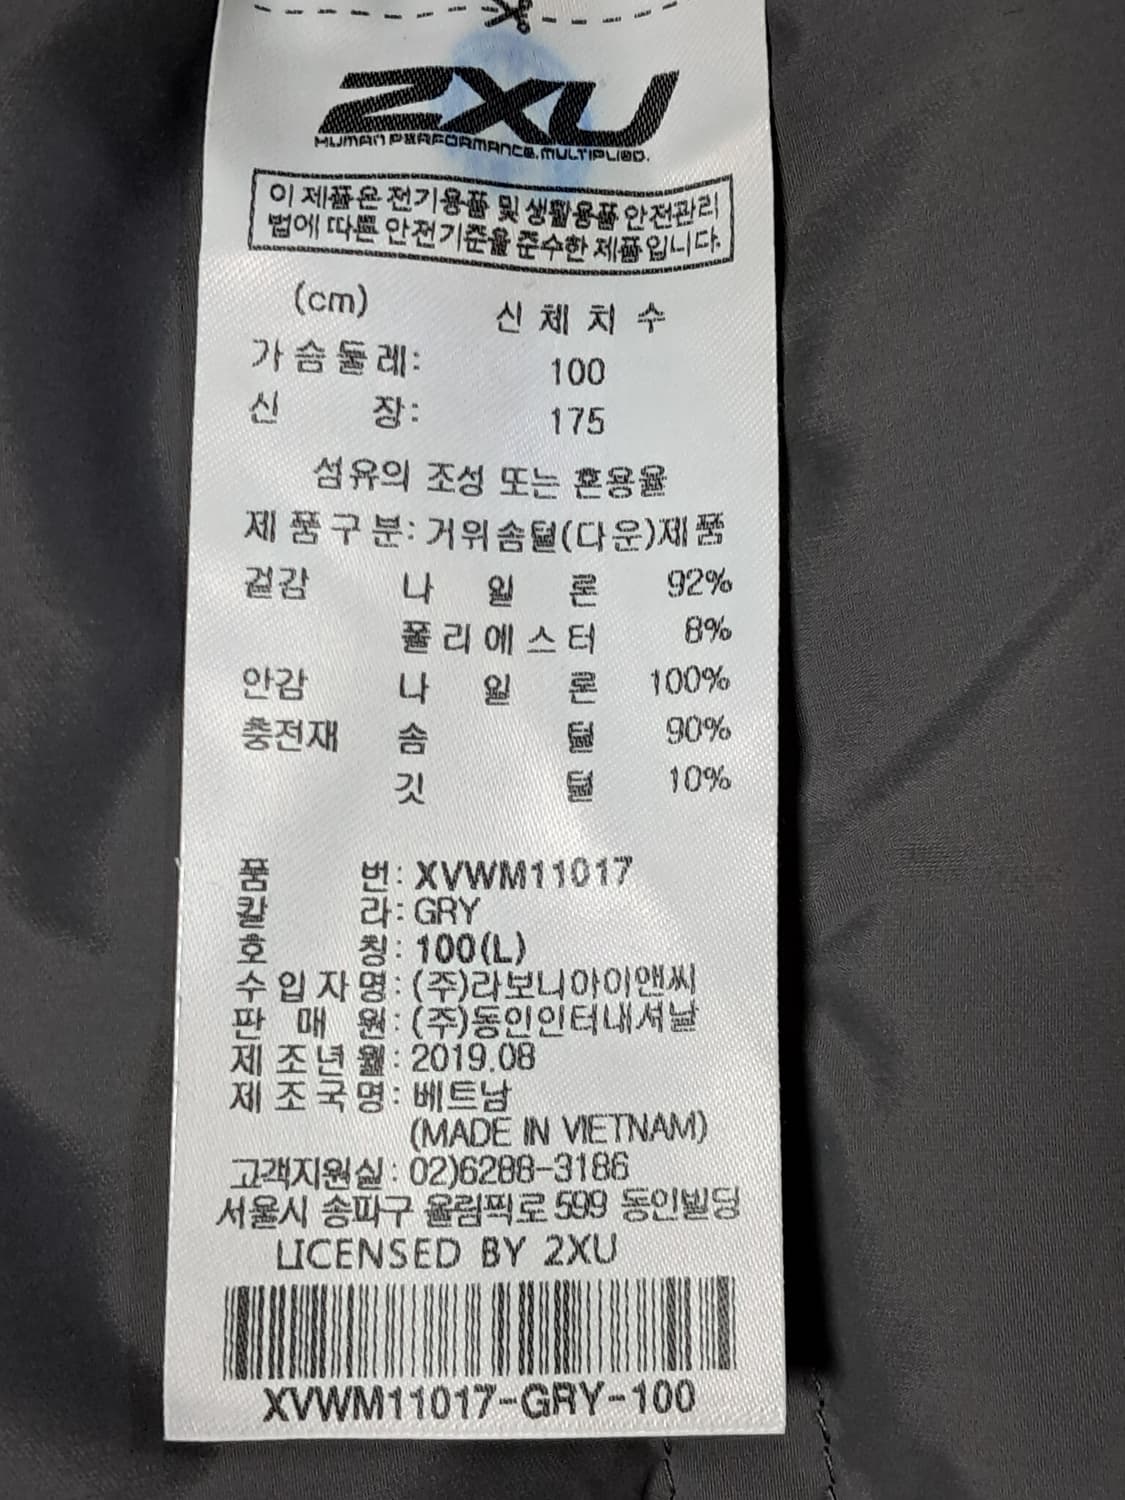 2XU
HUMAN PERFORMANCE. MULTIPLIED.
이 제품은 전기용품 및 생활용품 안전관리
법에 따른 안전기준을 준수한 제품입니다.
(cm) 신 체 치 수
가 슴 둘 레: 100
신 장: 175
섬유의 조성 또는 혼용율
제 품 구 분: 거위솜털(다운)제품
겉감 나 일 론 92%
폴 리 에 스 터 8%
안감 나 일 론 100%
충전재 솜 털 90%
깃 털 10%
품 번: XVWM11017
칼 라: GRY
호 칭: 100(L)
수 입 자 명: (주)라보니아이앤씨
판 매 원: (주)동인인터내셔날
제 조 년 월: 2019.08
제 조 국 명: 베트남
(MADE IN VIETNAM)
고객지원실: 02)6288-3186
서울시 송파구 올림픽로 599 동인빌딩
LICENSED BY 2XU
XVWM11017-GRY-100